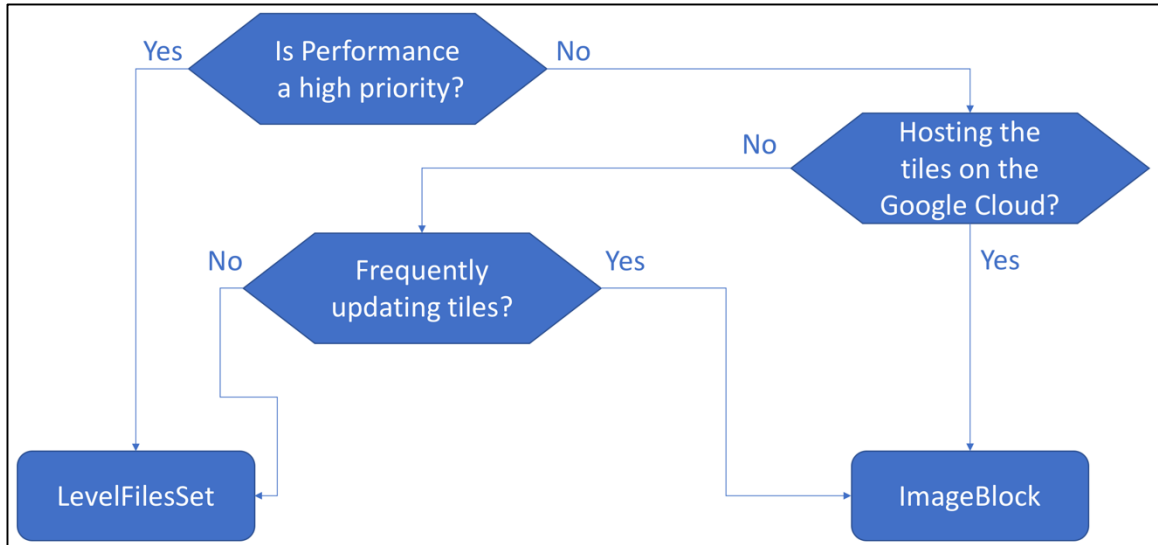 Is Performance
a high priority?
Yes
No
Hosting the
tiles on the
Google Cloud?
No
Yes
Frequently
updating tiles?
No
Yes
LevelFilesSet
ImageBlock